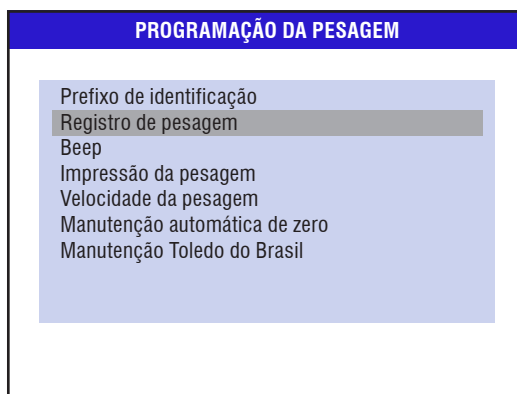 PROGRAMAÇÃO DA PESAGEM
Prefixo de identificação
Registro de pesagem
Beep
Impressão da pesagem
Velocidade da pesagem
Manutenção automática de zero
Manutenção Toledo do Brasil